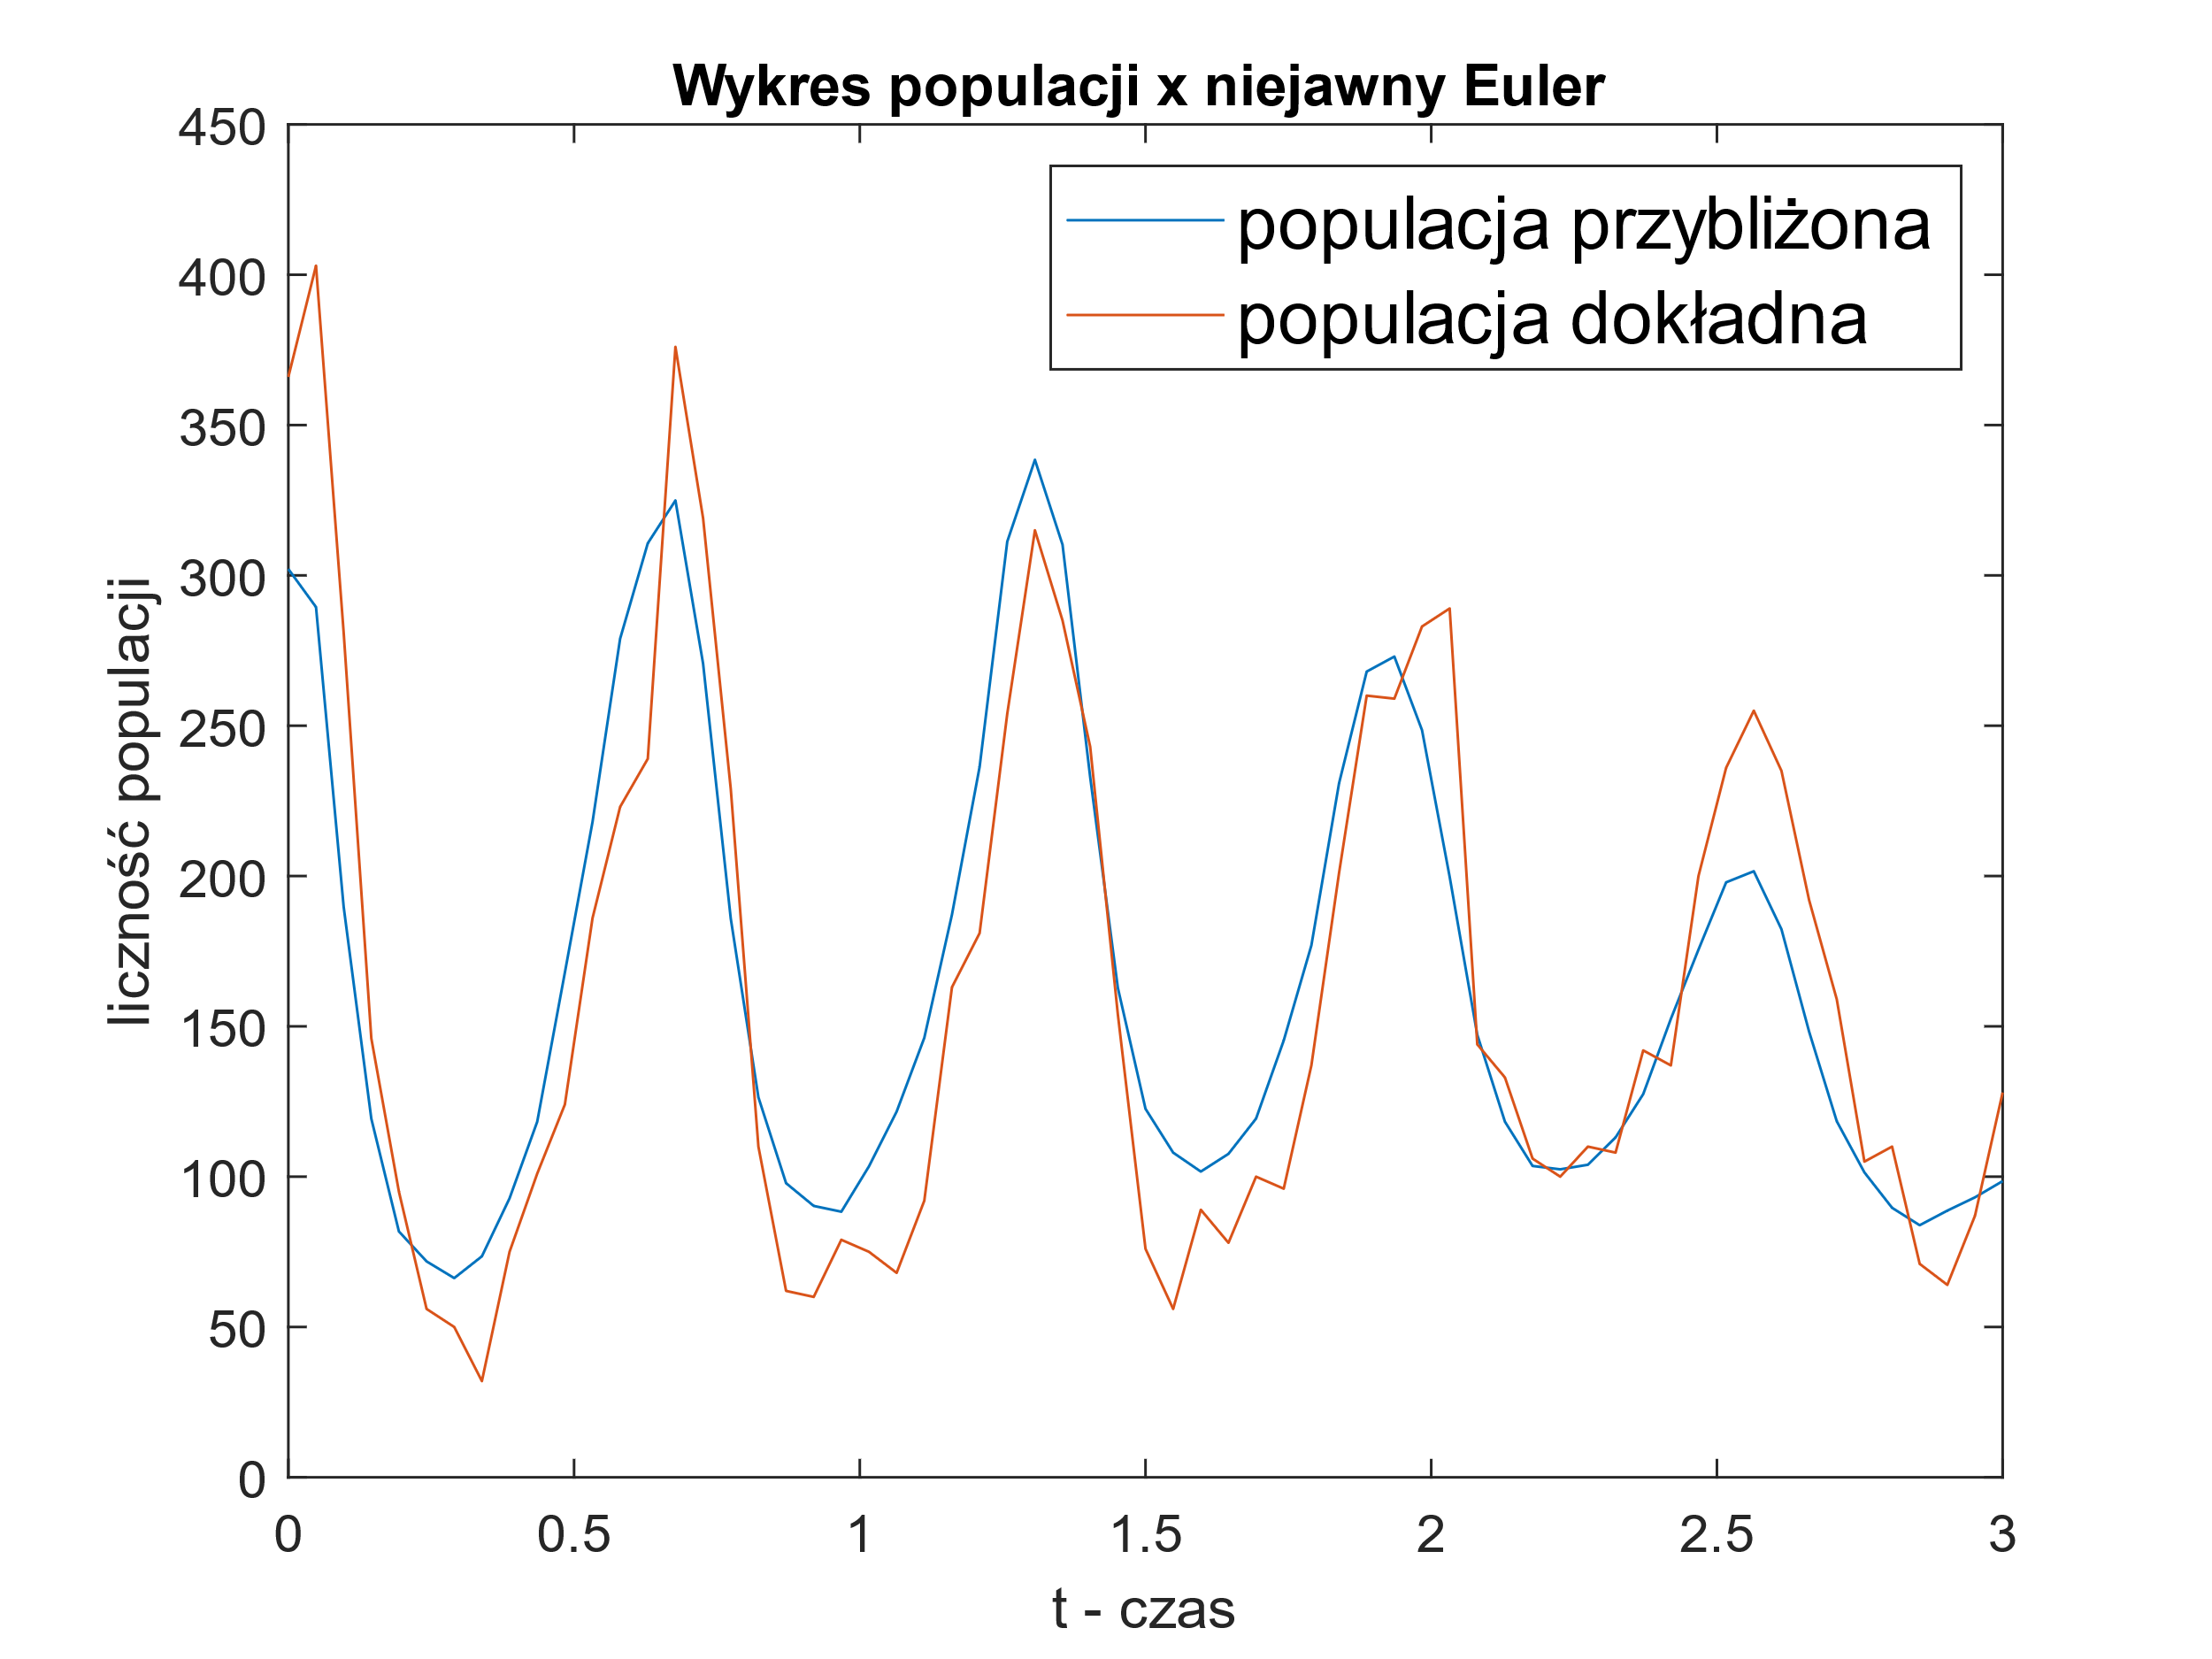 Wykres populacji x niejawny Euler
populacja przybliżona
populacja dokładna
liczność populacji
450
400
350
300
250
200
150
100
50
0
0 0.5 1 1.5 2 2.5 3
t - czas